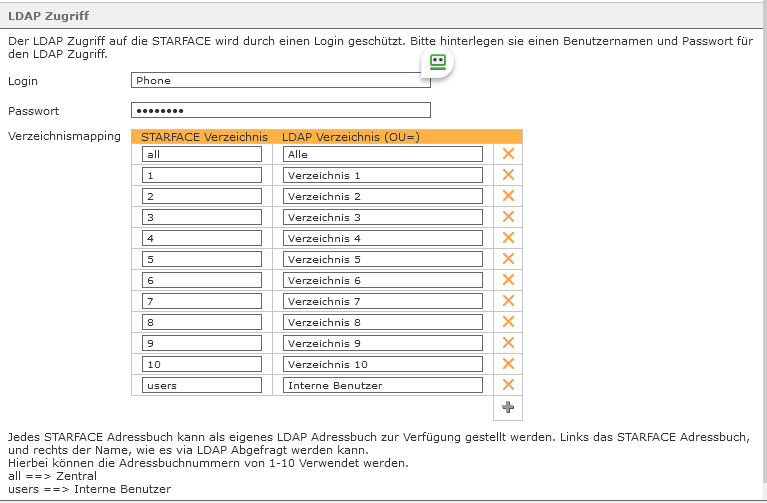 LDAP Zugriff
Der LDAP Zugriff auf die STARFACE wird durch einen Login geschützt. Bitte hinterlegen sie einen Benutzernamen und Passwort für
den LDAP Zugriff.
Login Phone
Passwort ••••••••
Verzeichnismapping STARFACE Verzeichnis LDAP Verzeichnis (OU=)
all Alle
1 Verzeichnis 1
2 Verzeichnis 2
3 Verzeichnis 3
4 Verzeichnis 4
5 Verzeichnis 5
6 Verzeichnis 6
7 Verzeichnis 7
8 Verzeichnis 8
9 Verzeichnis 9
10 Verzeichnis 10
users Interne Benutzer
Jedes STARFACE Adressbuch kann als eigenes LDAP Adressbuch zur Verfügung gestellt werden. Links das STARFACE Adressbuch,
und rechts der Name, wie es via LDAP Abgefragt werden kann.
Hierbei können die Adressbuchnummern von 1-10 Verwendet werden.
all ==> Zentral
users ==> Interne Benutzer